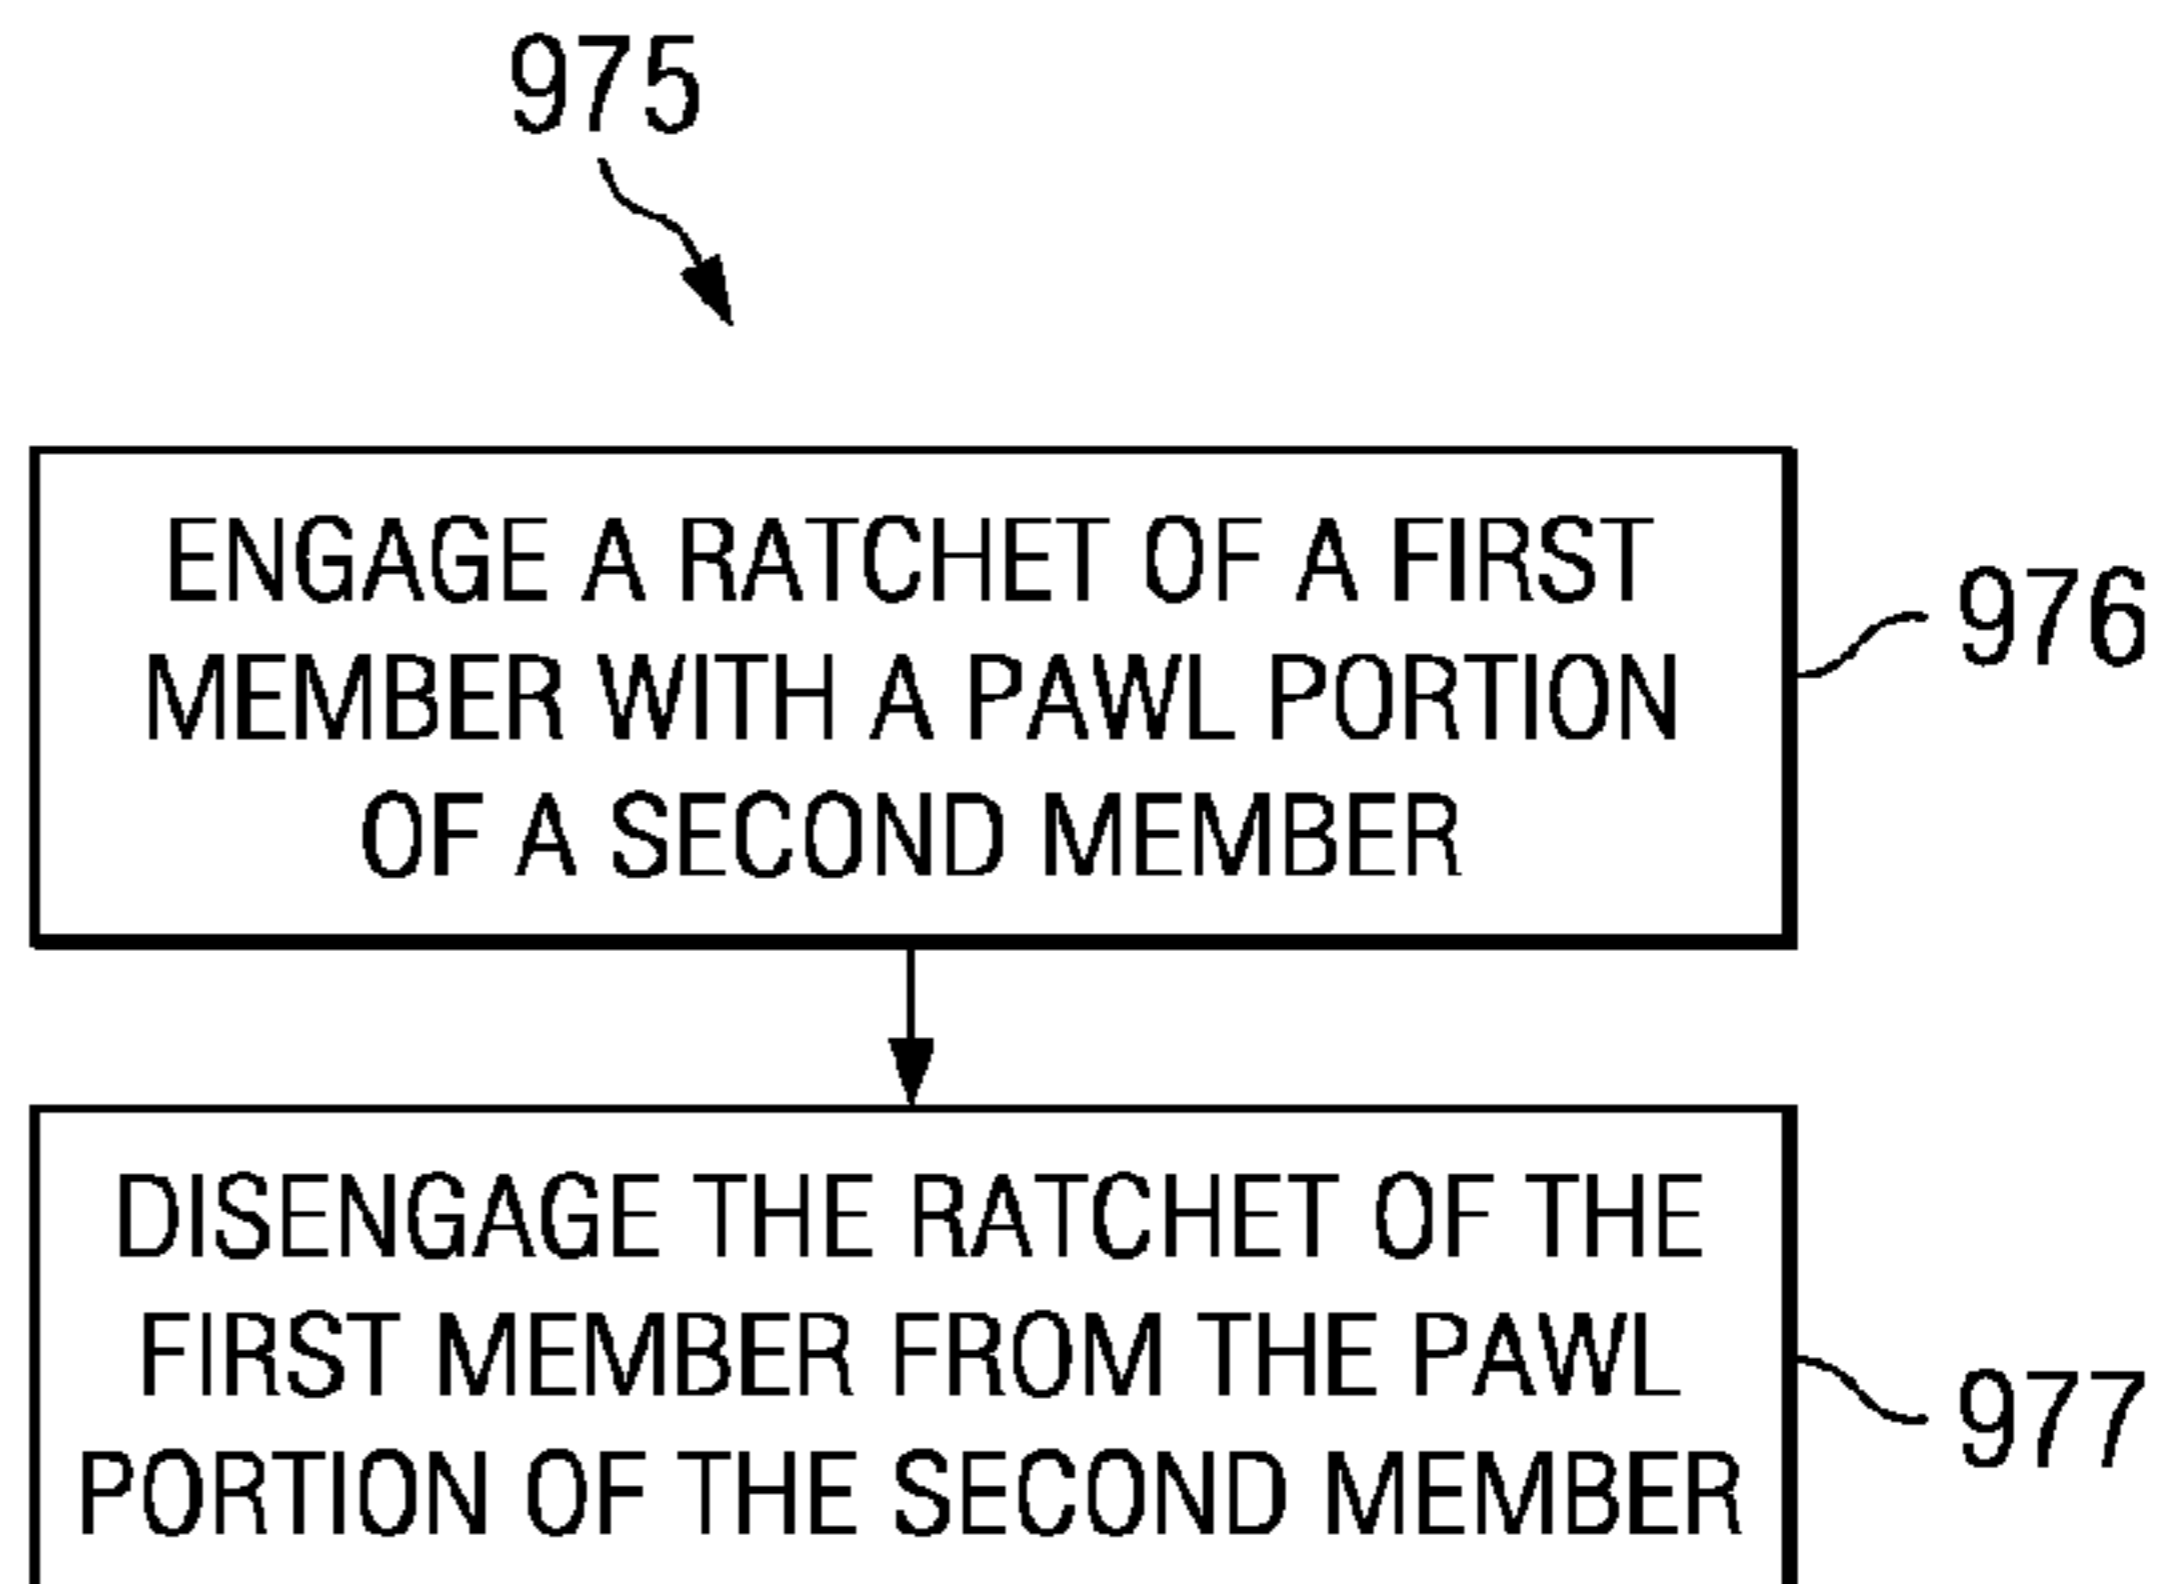 975
ENGAGE A RATCHET OF A FIRST
MEMBER WITH A PAWL PORTION
OF A SECOND MEMBER
976
DISENGAGE THE RATCHET OF THE
FIRST MEMBER FROM THE PAWL
PORTION OF THE SECOND MEMBER
977